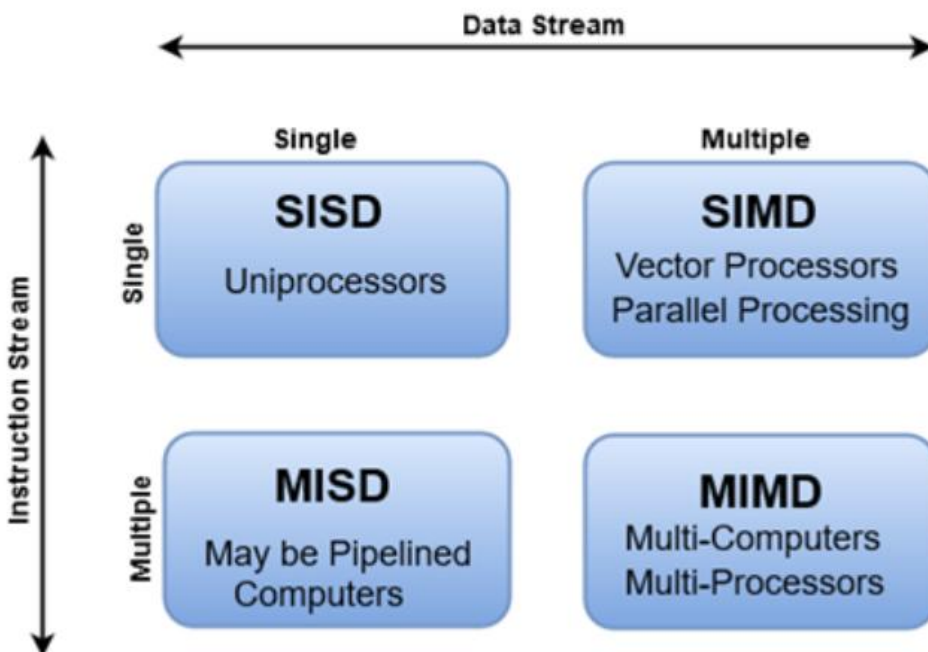 Data Stream
Single
Multiple
Instruction Stream
Single
SISD
Uniprocessors
SIMD
Vector Processors
Parallel Processing
Multiple
MISD
May be Pipelined
Computers
MIMD
Multi-Computers
Multi-Processors